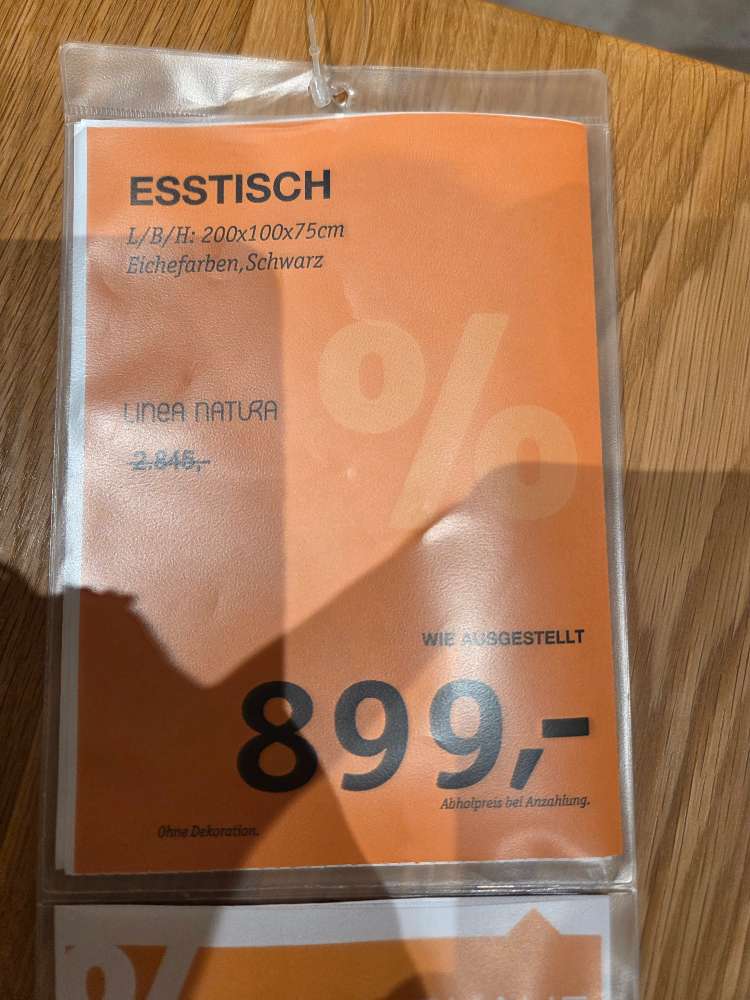 ESSTISCH
L/B/H: 200x100x75cm
Eichefarben,Schwarz
%
LINEA NATURA
2.845,-
WIE AUSGESTELLT
899,-
Abholpreis bei Anzahlung.
Ohne Dekoration.
%